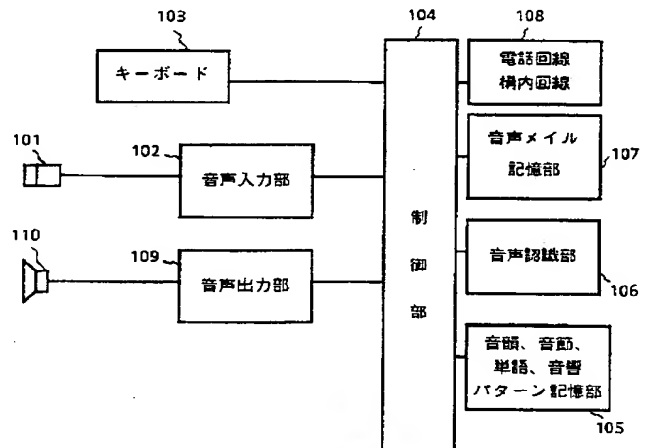 103
キーボード
101
102
音声入力部
110
109
音声出力部
104
制
御
部
108
電話回線
構内回線
音声メイル
記憶部
107
音声認識部
106
音韻、音節、
単語、音響
パターン記憶部
105